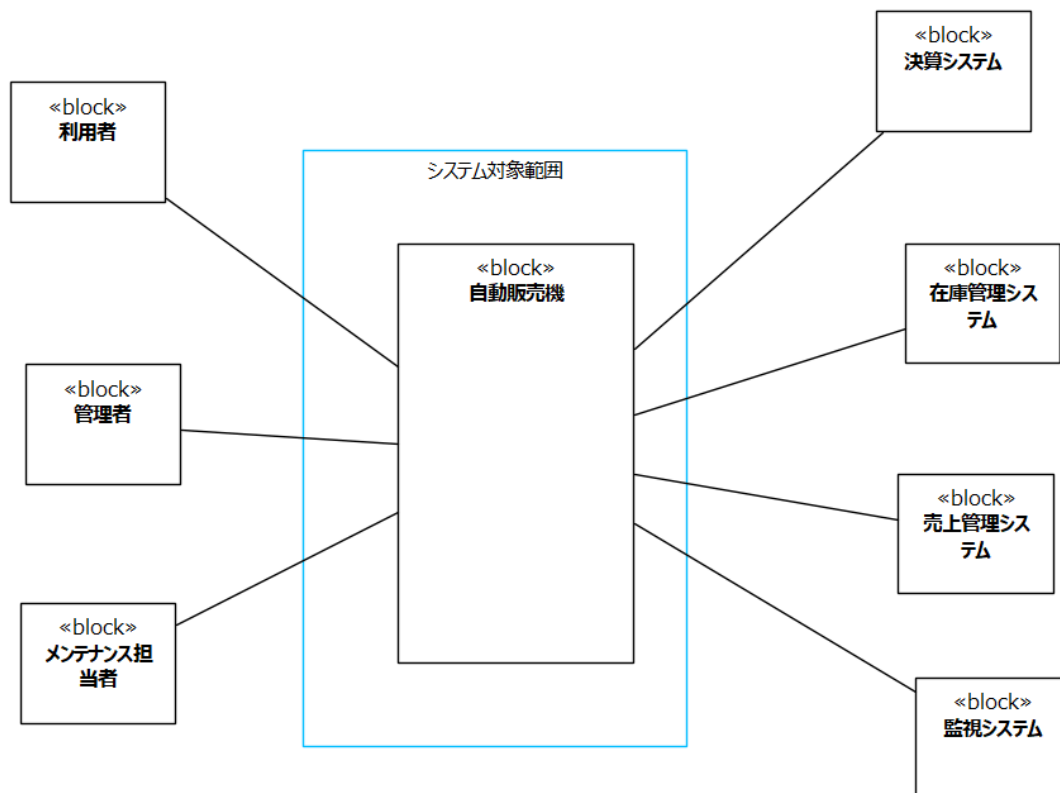 «block»
利用者
«block»
管理者
«block»
メンテナンス担
当者
システム対象範囲
«block»
自動販売機
«block»
決算システム
«block»
在庫管理シス
テム
«block»
売上管理シス
テム
«block»
監視システム